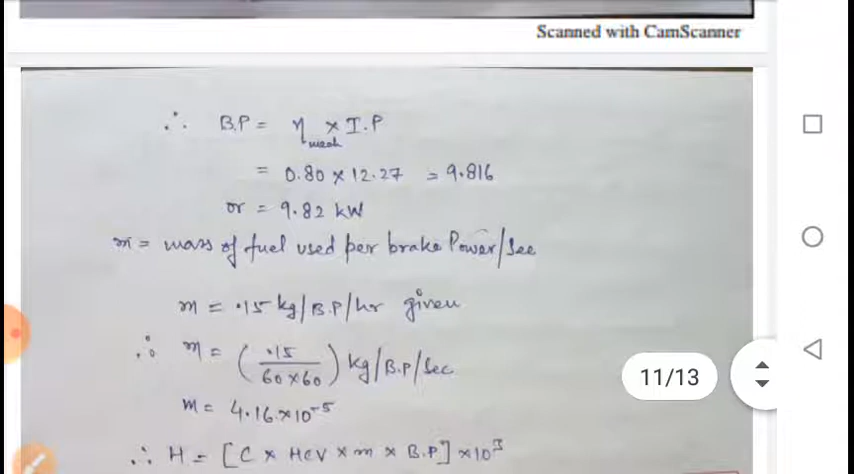 Scanned with CamScanner
∴ B.P = η_mech × I.P
= 0.80 × 12.27 = 9.816
or = 9.82 kW
m = mass of fuel used per brake Power/Sec
m = .15 kg/B.P/hr given
∴ m = (.15 / 60×60) kg/B.P/Sec
m = 4.16×10⁻⁵
∴ H = [C × HCV × m × B.P] ×10³
11/13